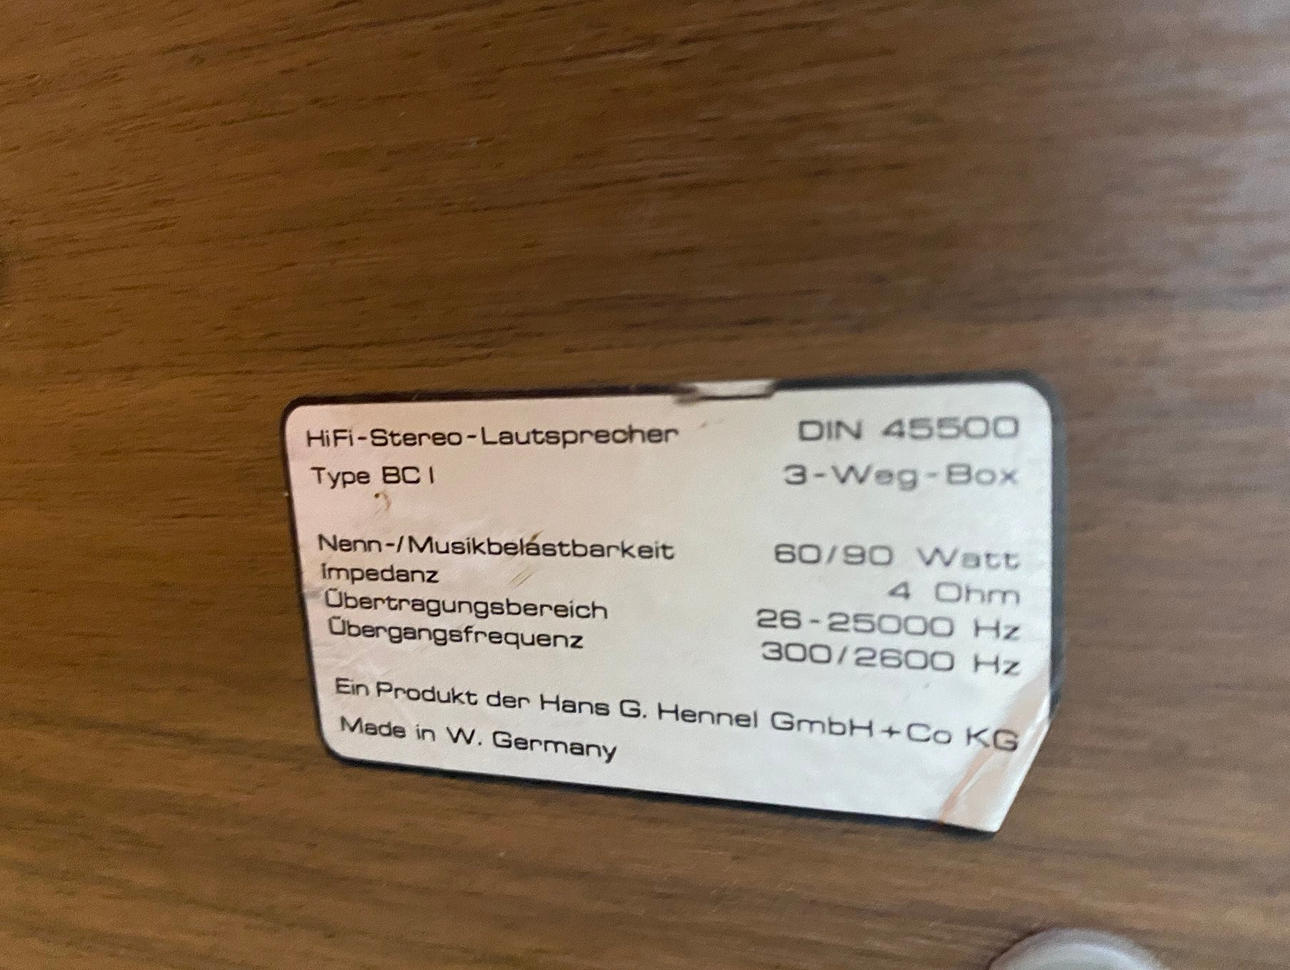 HiFi-Stereo-Lautsprecher DIN 45500
Type BC I 3-Weg-Box
Nenn-/Musikbelastbarkeit 60/90 Watt
Impedanz 4 Ohm
Übertragungsbereich 26-25000 Hz
Übergangsfrequenz 300/2600 Hz
Ein Produkt der Hans G. Hennel GmbH+Co KG
Made in W. Germany